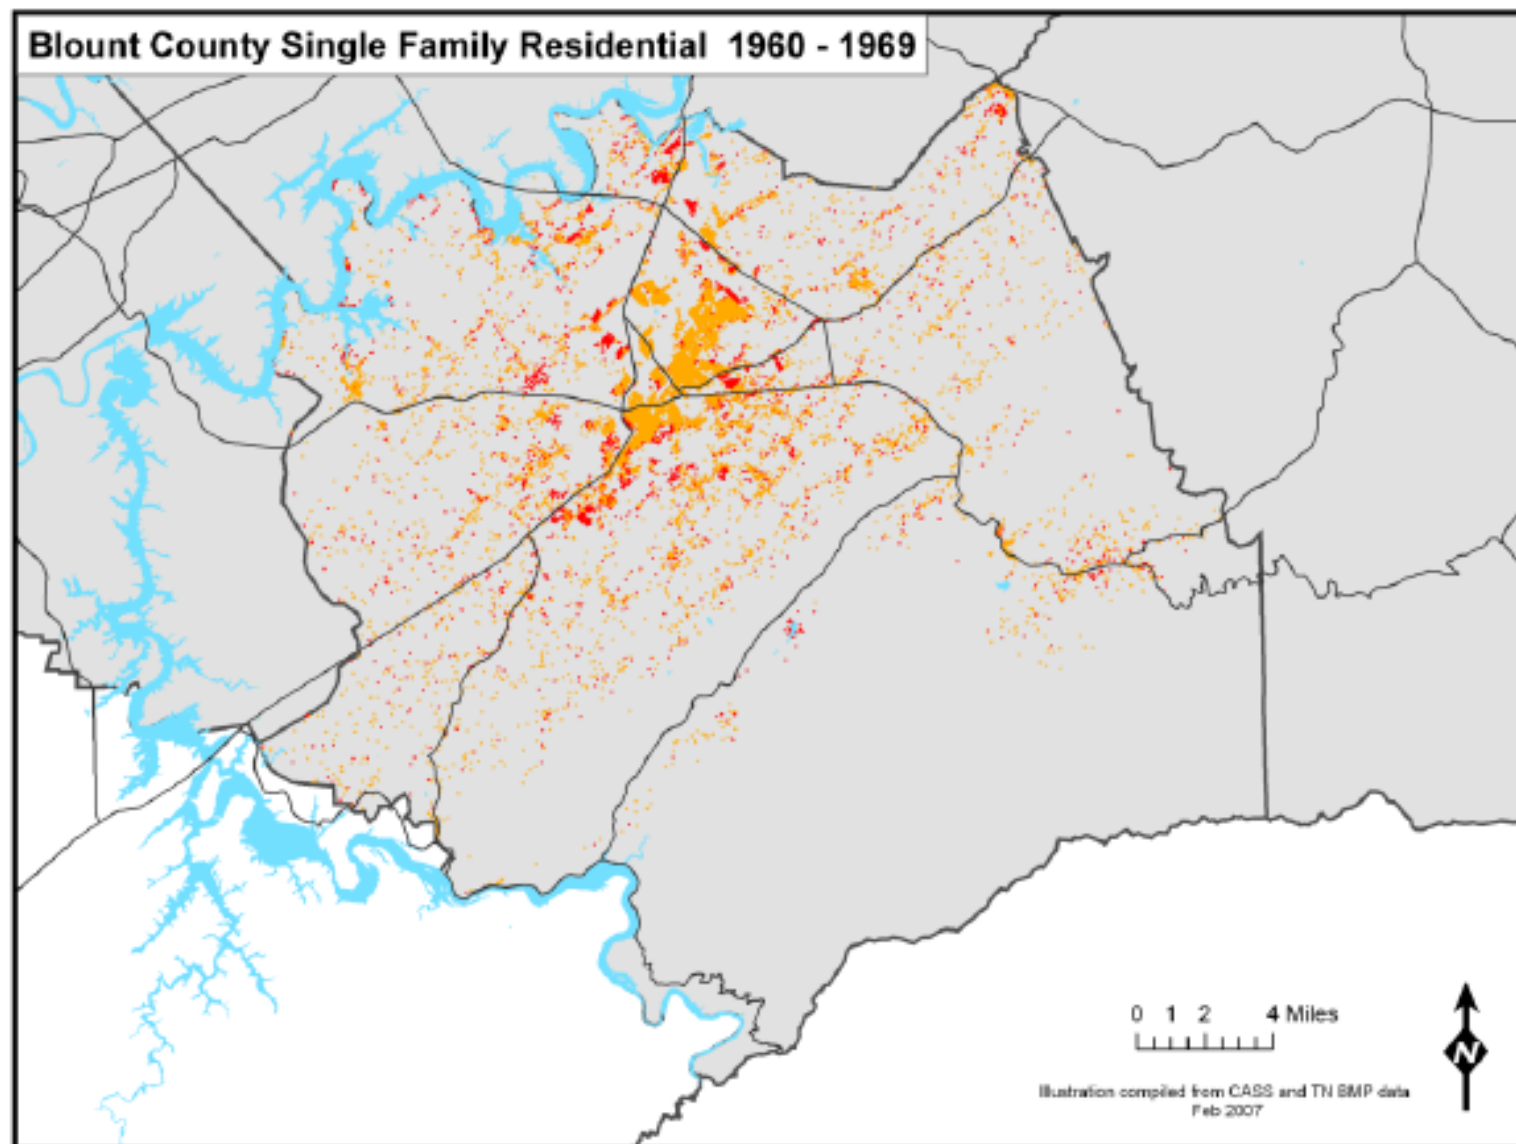 Blount County Single Family Residential 1960 - 1969
0 1 2 4 Miles
N
Illustration compiled from CASS and TN BMP data
Feb 2007